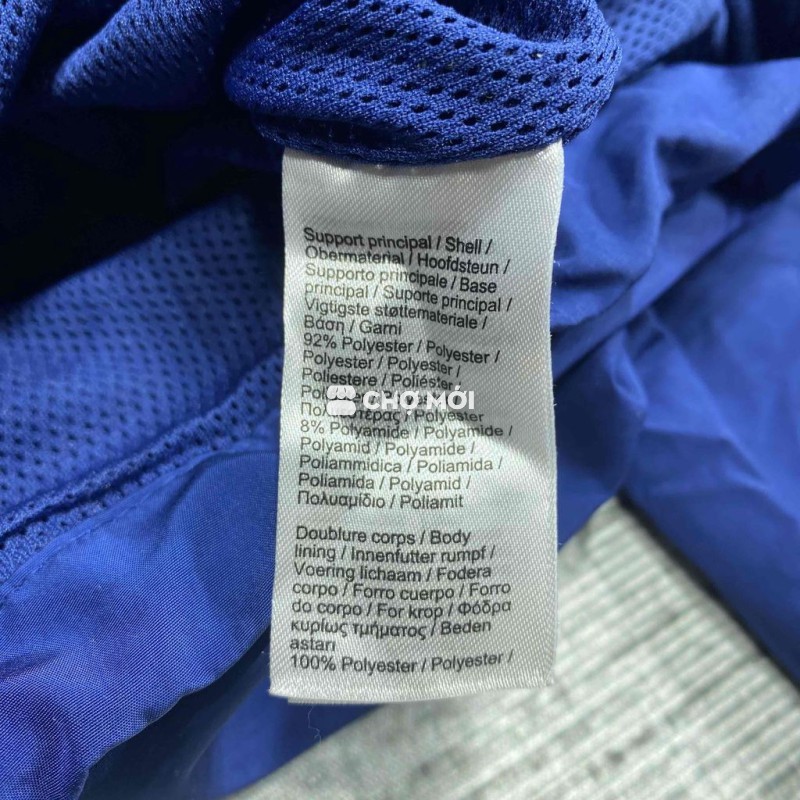 Support principal / Shell /
Obermaterial / Hoofdsteun /
Supporto principale / Base
principal / Suporte principal /
Vigtigste støttemateriale /
Βάση / Garni
92% Polyester / Polyester /
Polyester / Polyester /
Poliestere / Poliéster
CHỢ MỚI
/ Polyester
8% Polyamide / Polyamide /
Polyamid / Polyamide /
Poliammidica / Poliamida /
Poliamida / Polyamid /
Πολυαμίδιο / Poliamit
Doublure corps / Body
lining / Innenfutter rumpf /
Voering lichaam / Fodera
corpo / Forro cuerpo / Forro
do corpo / For krop / Φόδρα
κυρίως τμήματος / Beden
astarı
100% Polyester / Polyester /